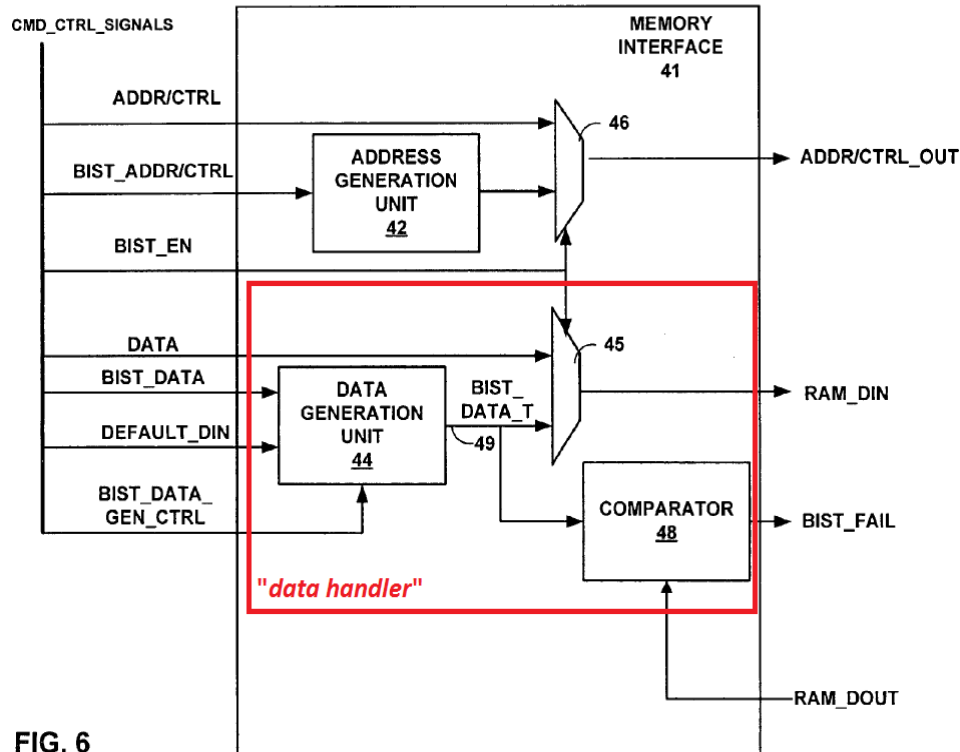 CMD_CTRL_SIGNALS
MEMORY
INTERFACE
41
ADDR/CTRL
46
ADDRESS
GENERATION
UNIT
42
ADDR/CTRL_OUT
BIST_ADDR/CTRL
BIST_EN
DATA
45
BIST_DATA
DATA
GENERATION
UNIT
44
BIST_
DATA_T
49
RAM_DIN
DEFAULT_DIN
BIST_DATA_
GEN_CTRL
COMPARATOR
48
BIST_FAIL
"data handler"
RAM_DOUT
FIG. 6